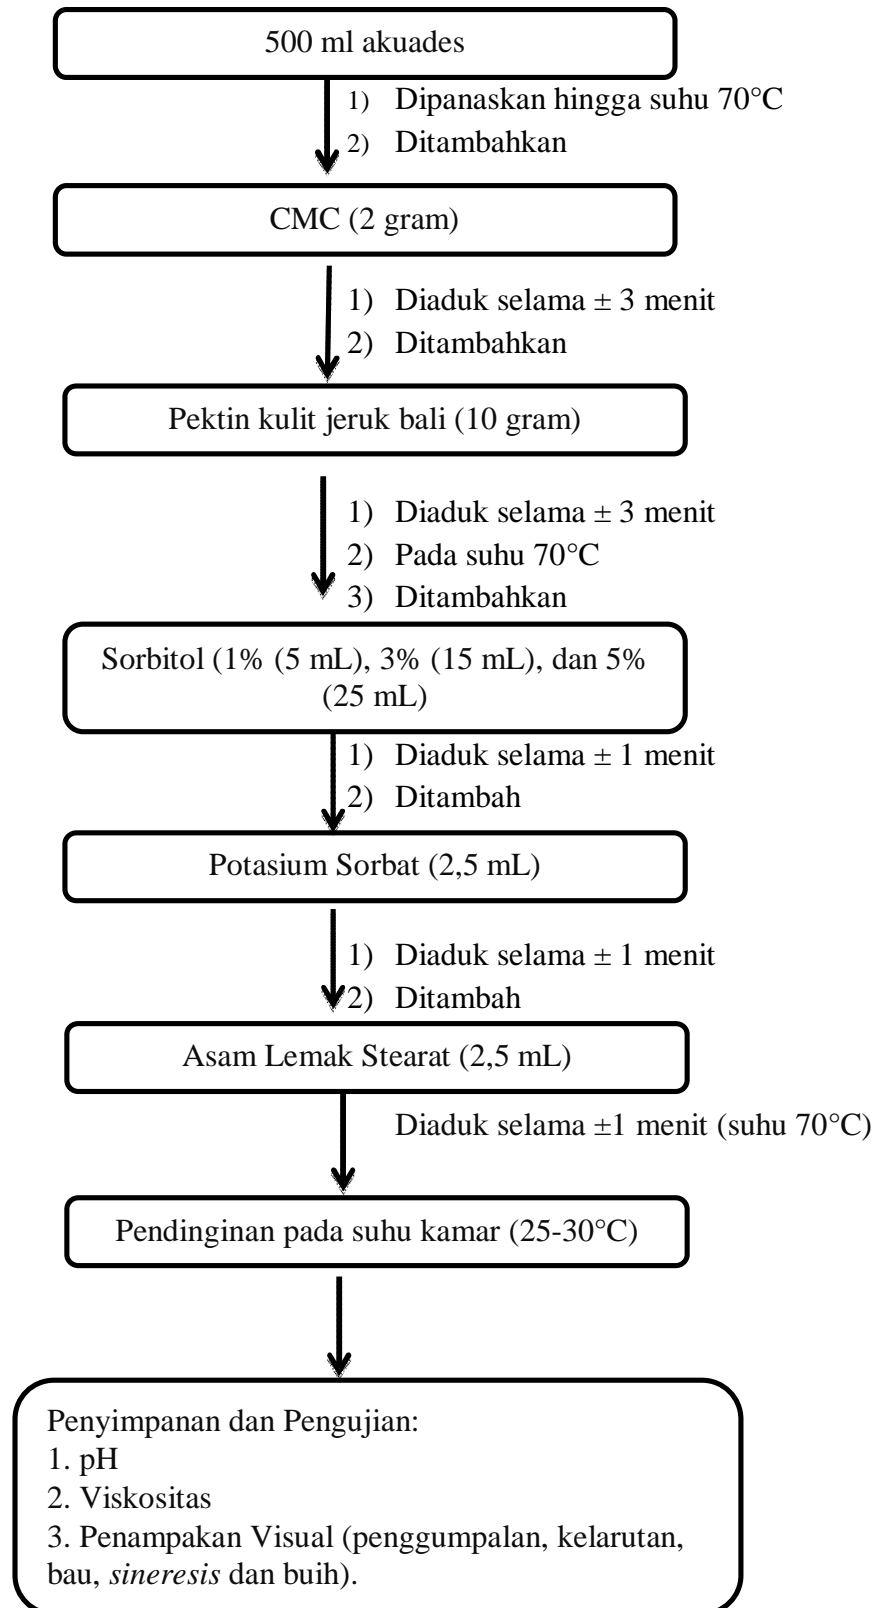 500 ml akuades
1) Dipanaskan hingga suhu 70°C
2) Ditambahkan
CMC (2 gram)
1) Diaduk selama ± 3 menit
2) Ditambahkan
Pektin kulit jeruk bali (10 gram)
1) Diaduk selama ± 3 menit
2) Pada suhu 70°C
3) Ditambahkan
Sorbitol (1% (5 mL), 3% (15 mL), dan 5%
(25 mL)
1) Diaduk selama ± 1 menit
2) Ditambah
Potasium Sorbat (2,5 mL)
1) Diaduk selama ± 1 menit
2) Ditambah
Asam Lemak Stearat (2,5 mL)
Diaduk selama ±1 menit (suhu 70°C)
Pendinginan pada suhu kamar (25-30°C)
Penyimpanan dan Pengujian:
1. pH
2. Viskositas
3. Penampakan Visual (penggumpalan, kelarutan,
bau, sineresis dan buih).